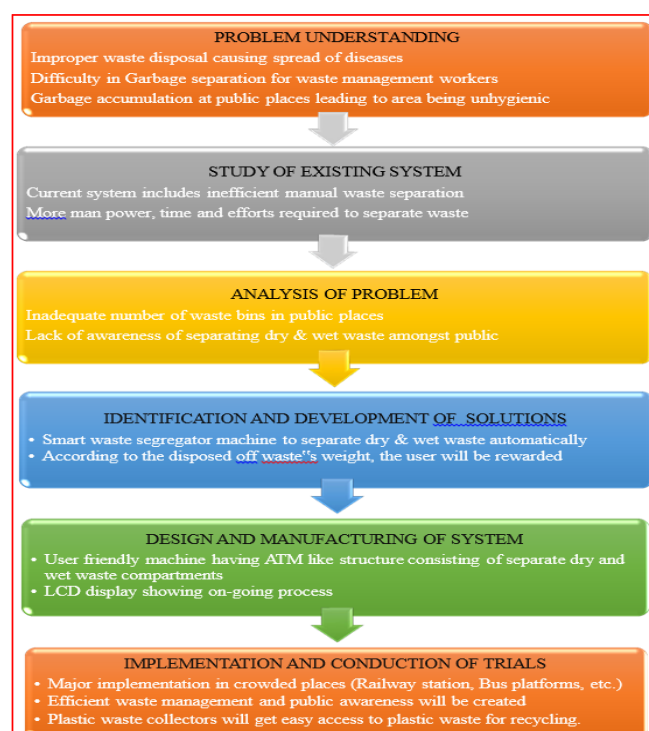 PROBLEM UNDERSTANDING
Improper waste disposal causing spread of diseases
Difficulty in Garbage separation for waste management workers
Garbage accumulation at public places leading to area being unhygienic
STUDY OF EXISTING SYSTEM
Current system includes inefficient manual waste separation
More man power, time and efforts required to separate waste
ANALYSIS OF PROBLEM
Inadequate number of waste bins in public places
Lack of awareness of separating dry & wet waste amongst public
IDENTIFICATION AND DEVELOPMENT OF SOLUTIONS
• Smart waste segregator machine to separate dry & wet waste automatically
• According to the disposed off waste"s weight, the user will be rewarded
DESIGN AND MANUFACTURING OF SYSTEM
• User friendly machine having ATM like structure consisting of separate dry and
wet waste compartments
• LCD display showing on-going process
IMPLEMENTATION AND CONDUCTION OF TRIALS
• Major implementation in crowded places (Railway station, Bus platforms, etc.)
• Efficient waste management and public awareness will be created
• Plastic waste collectors will get easy access to plastic waste for recycling.